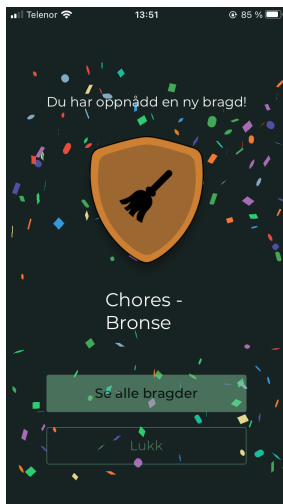 Telenor 13:51 85 %
Du har oppnådd en ny bragd!
Chores -
Bronse
Se alle bragder
Lukk